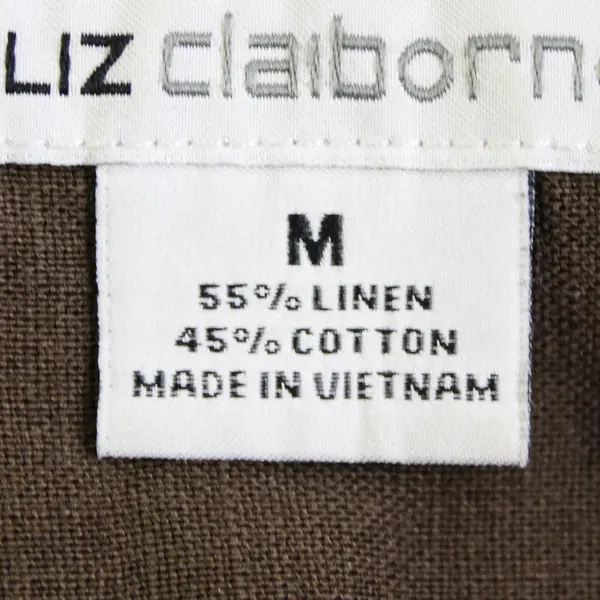 LIZ claiborne
M
55% LINEN
45% COTTON
MADE IN VIETNAM